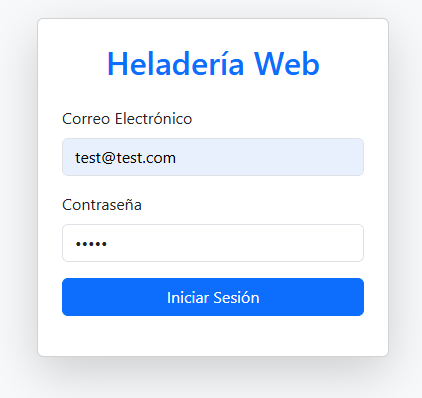 Heladería Web
Correo Electrónico
test@test.com
Contraseña
•••••
Iniciar Sesión